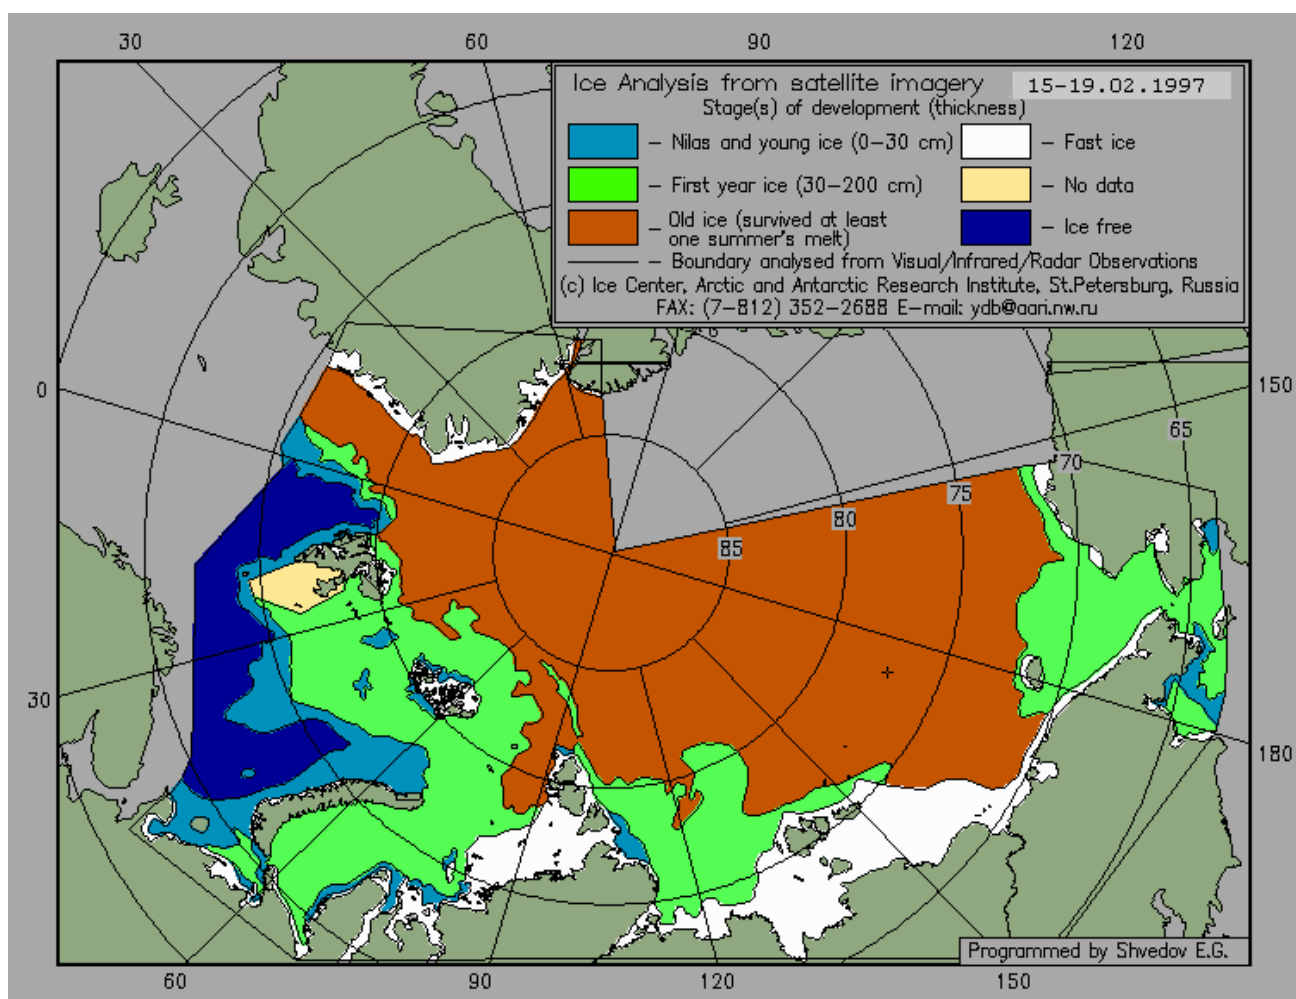 30 60 90 120
Ice Analysis from satellite imagery 15-19.02.1997
Stage(s) of development (thickness)
– Nilas and young ice (0–30 cm) – Fast ice
– First year ice (30–200 cm) – No data
– Old ice (survived at least
one summer's melt) – Ice free
– Boundary analysed from Visual/Infrared/Radar Observations
(c) Ice Center, Arctic and Antarctic Research Institute, St.Petersburg, Russia
FAX: (7–812) 352–2688 E–mail: ydb@aari.nw.ru
0 150
65
70
75
80
85
30
180
Programmed by Shvedov E.G.
60 90 120 150